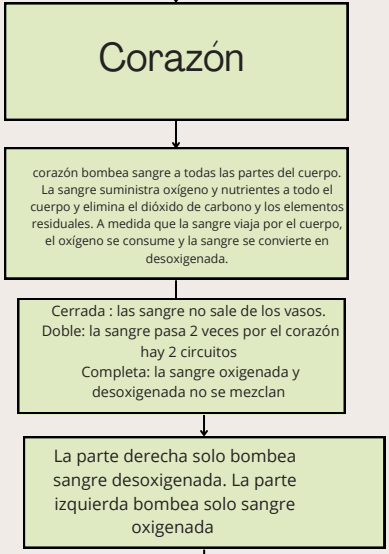 Corazón
corazón bombea sangre a todas las partes del cuerpo.
La sangre suministra oxígeno y nutrientes a todo el
cuerpo y elimina el dióxido de carbono y los elementos
residuales. A medida que la sangre viaja por el cuerpo,
el oxígeno se consume y la sangre se convierte en
desoxigenada.
Cerrada : las sangre no sale de los vasos.
Doble: la sangre pasa 2 veces por el corazón
hay 2 circuitos
Completa: la sangre oxigenada y
desoxigenada no se mezclan
La parte derecha solo bombea
sangre desoxigenada. La parte
izquierda bombea solo sangre
oxigenada